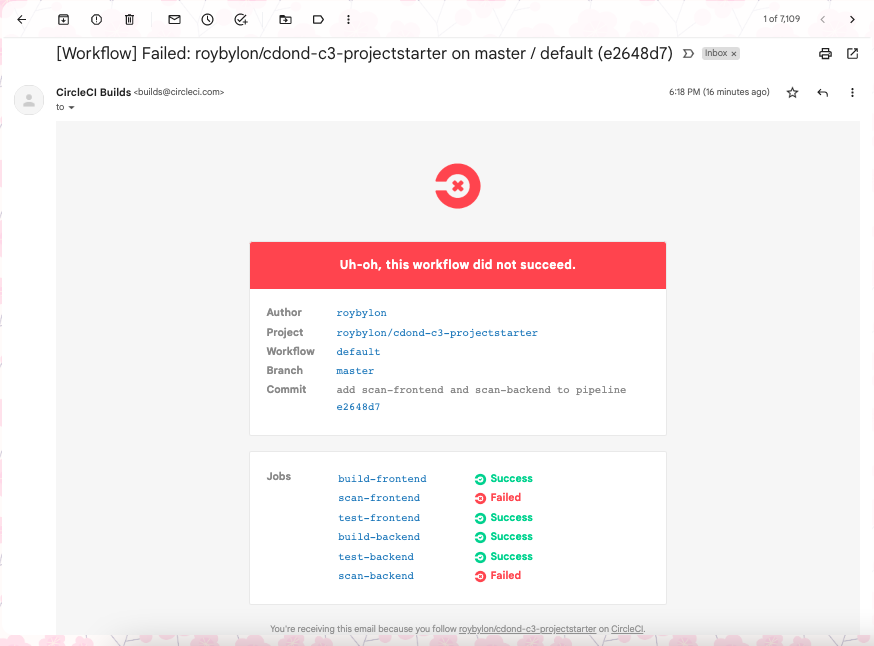 1 of 7,109
[Workflow] Failed: roybylon/cdond-c3-projectstarter on master / default (e2648d7) Inbox ×
CircleCI Builds <builds@circleci.com> 6:18 PM (16 minutes ago)
to
Uh-oh, this workflow did not succeed.
Author roybylon
Project roybylon/cdond-c3-projectstarter
Workflow default
Branch master
Commit add scan-frontend and scan-backend to pipeline
e2648d7
Jobs build-frontend Success
scan-frontend Failed
test-frontend Success
build-backend Success
test-backend Success
scan-backend Failed
You're receiving this email because you follow roybylon/cdond-c3-projectstarter on CircleCI.